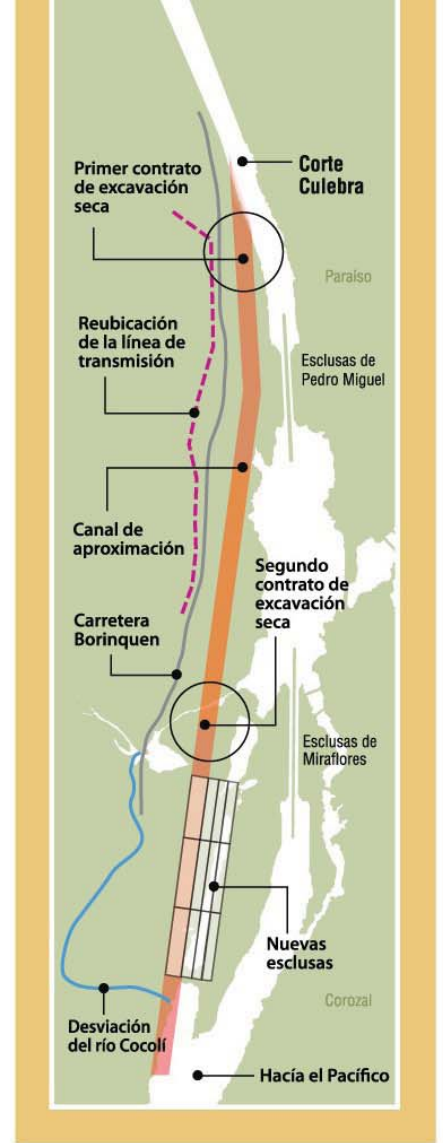 Primer contrato
de excavación
seca
Corte
Culebra
Paraíso
Reubicación
de la línea de
transmisión
Esclusas de
Pedro Miguel
Canal de
aproximación
Segundo
contrato de
excavación
seca
Carretera
Borinquen
Esclusas de
Miraflores
Nuevas
esclusas
Corozal
Desviación
del río Cocolí
Hacía el Pacífico